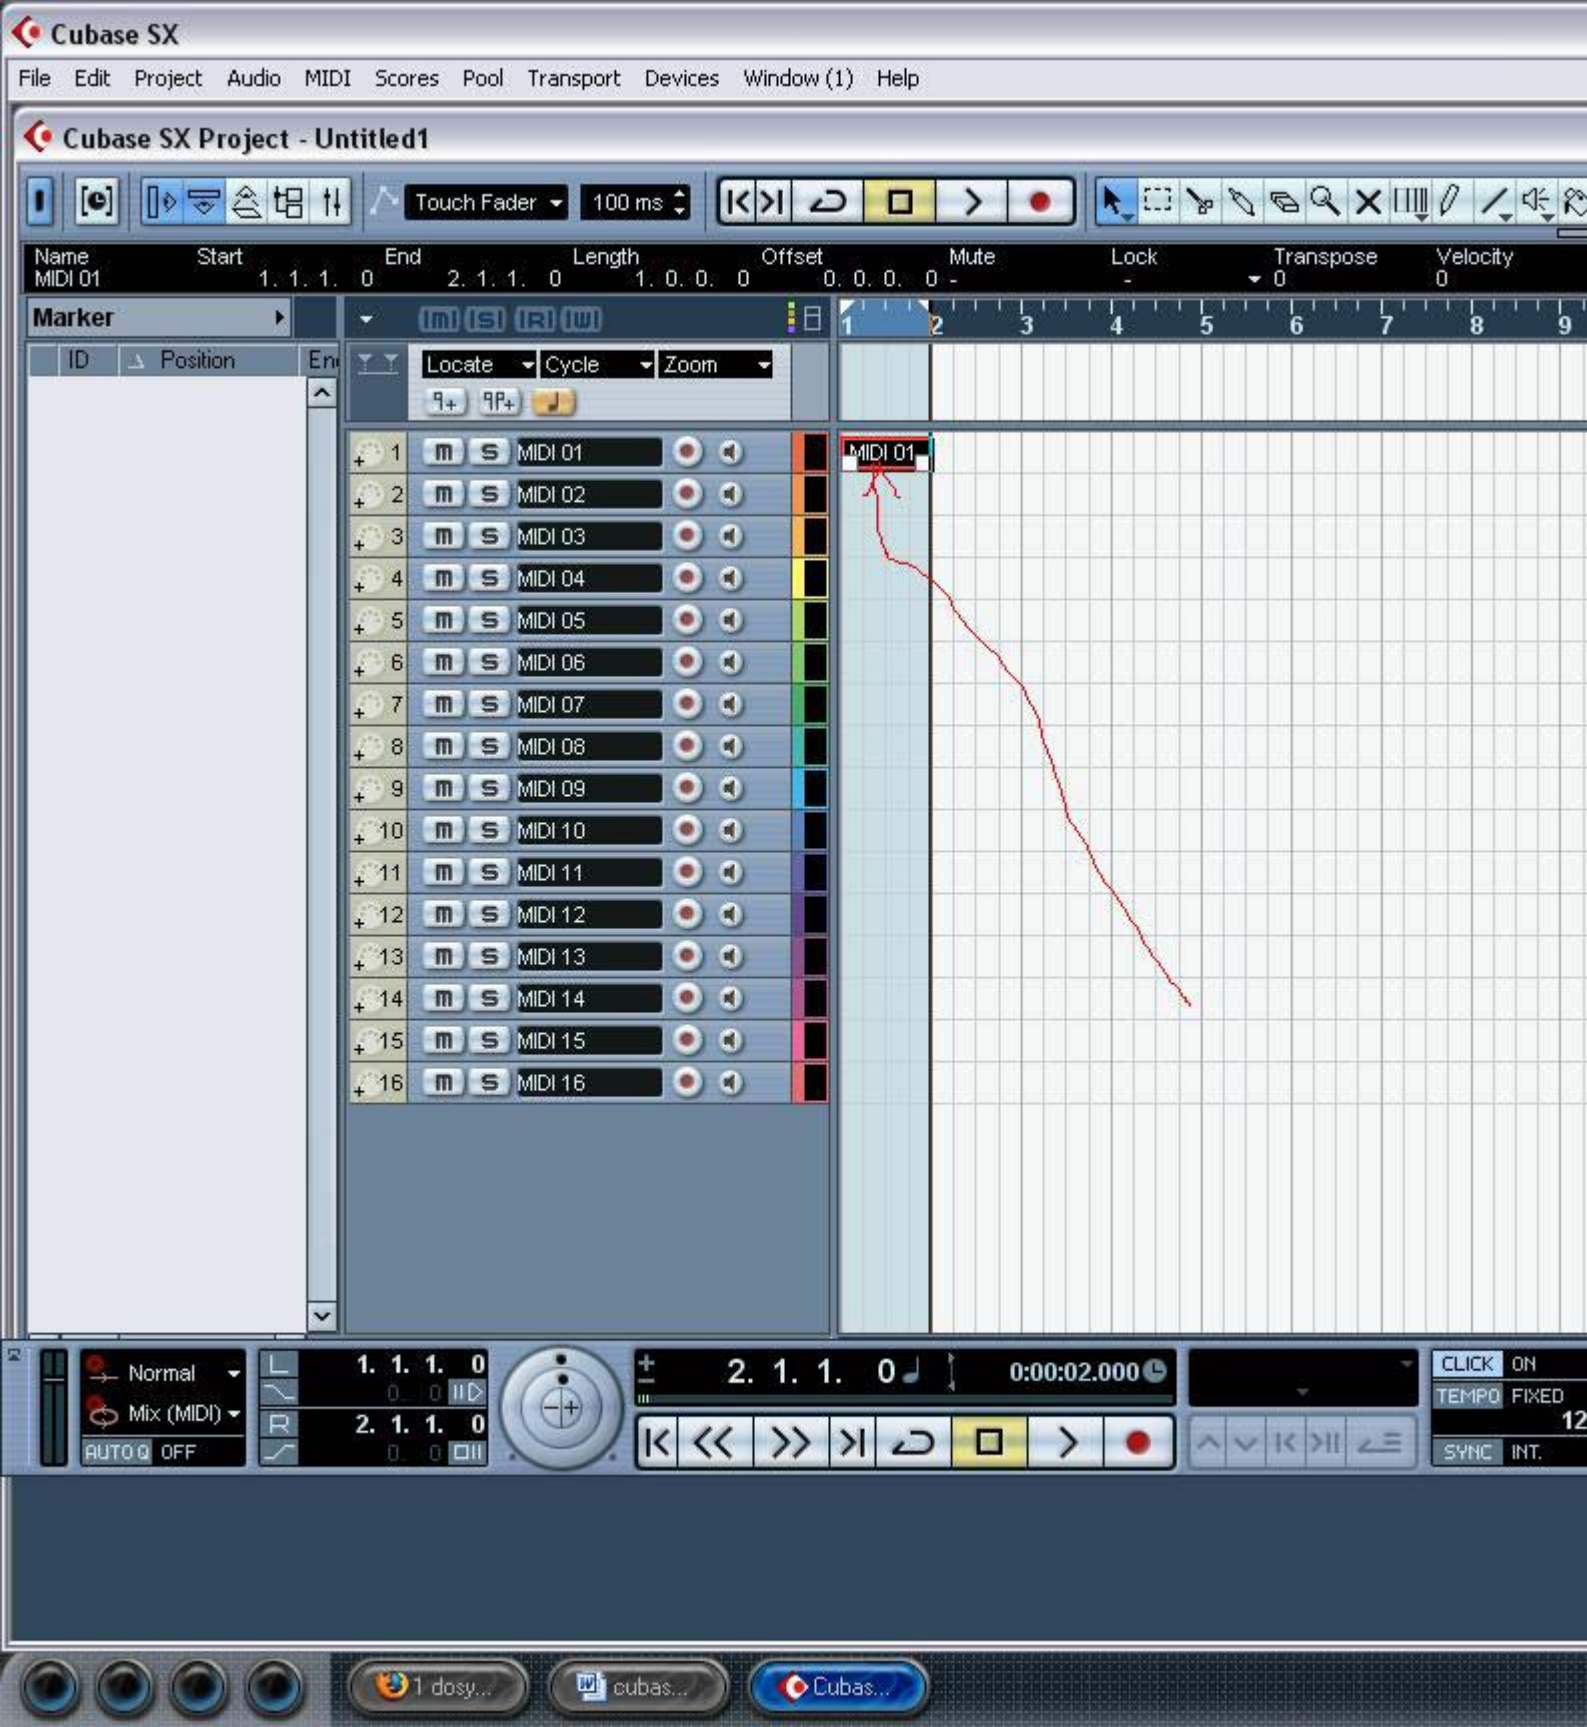 Cubase SX
File Edit Project Audio MIDI Scores Pool Transport Devices Window (1) Help
Cubase SX Project - Untitled1
Touch Fader 100 ms
Name Start End Length Offset Mute Lock Transpose Velocity
MIDI 01 1. 1. 1. 0 2. 1. 1. 0 1. 0. 0. 0 0. 0. 0. 0 - - 0 0
Marker m S R W 1 2 3 4 5 6 7 8 9
ID Position En
Locate Cycle Zoom
1 m S MIDI 01 MIDI 01
2 m S MIDI 02
3 m S MIDI 03
4 m S MIDI 04
5 m S MIDI 05
6 m S MIDI 06
7 m S MIDI 07
8 m S MIDI 08
9 m S MIDI 09
10 m S MIDI 10
11 m S MIDI 11
12 m S MIDI 12
13 m S MIDI 13
14 m S MIDI 14
15 m S MIDI 15
16 m S MIDI 16
Normal L 1. 1. 1. 0 2. 1. 1. 0 0:00:02.000 CLICK ON
0 0 TEMPO FIXED
Mix (MIDI) R 2. 1. 1. 0 12
AUTO Q OFF 0 0 SYNC INT.
1 dosy... cubas... Cubas...